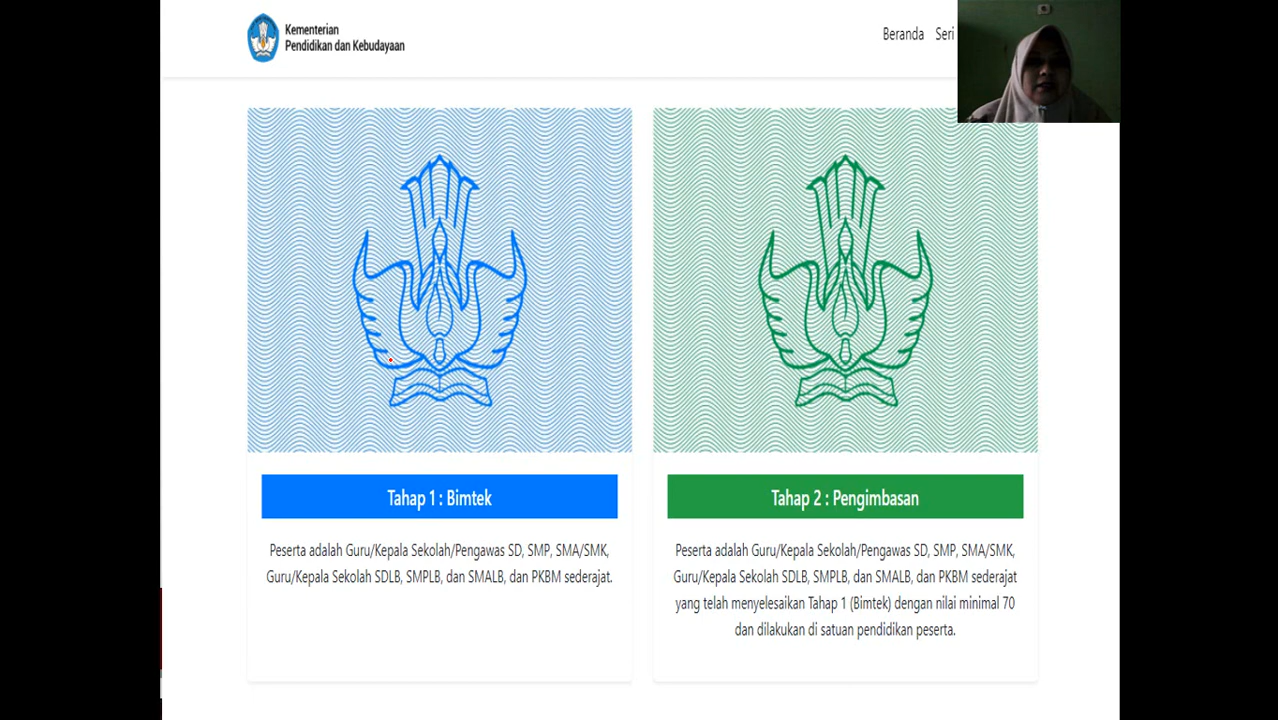 Kementerian
Pendidikan dan Kebudayaan
Beranda Seri
Tahap 1 : Bimtek
Peserta adalah Guru/Kepala Sekolah/Pengawas SD, SMP, SMA/SMK,
Guru/Kepala Sekolah SDLB, SMPLB, dan SMALB, dan PKBM sederajat.
Tahap 2 : Pengimbasan
Peserta adalah Guru/Kepala Sekolah/Pengawas SD, SMP, SMA/SMK,
Guru/Kepala Sekolah SDLB, SMPLB, dan SMALB, dan PKBM sederajat
yang telah menyelesaikan Tahap 1 (Bimtek) dengan nilai minimal 70
dan dilakukan di satuan pendidikan peserta.